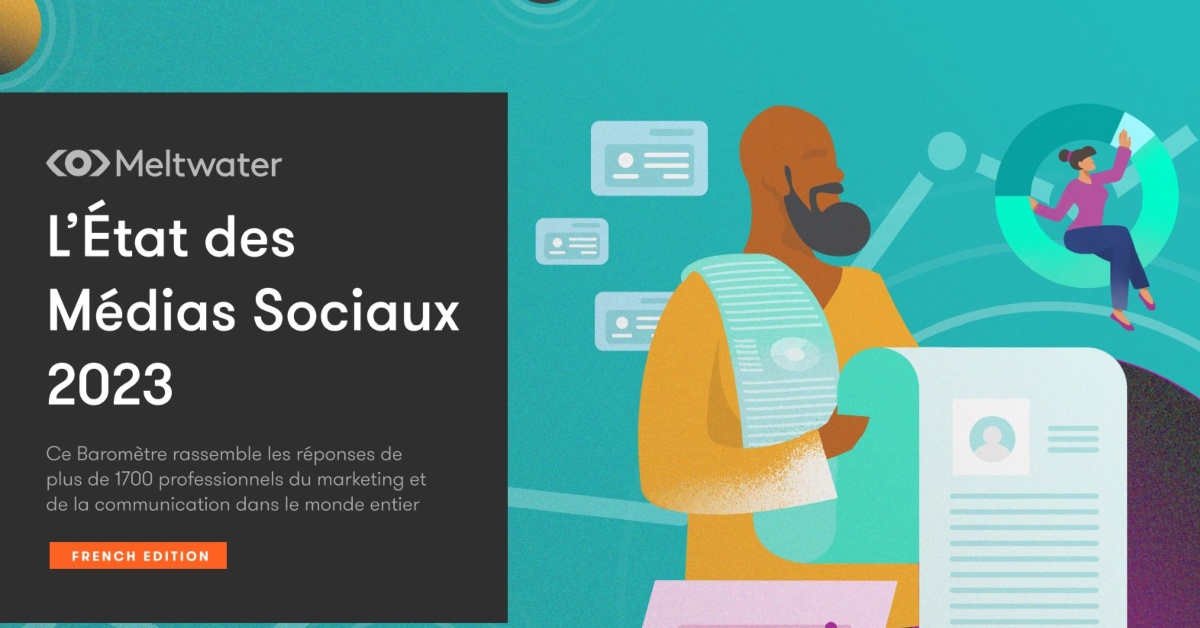 Meltwater
L’État des
Médias Sociaux
2023
Ce Baromètre rassemble les réponses de
plus de 1700 professionnels du marketing et
de la communication dans le monde entier
FRENCH EDITION